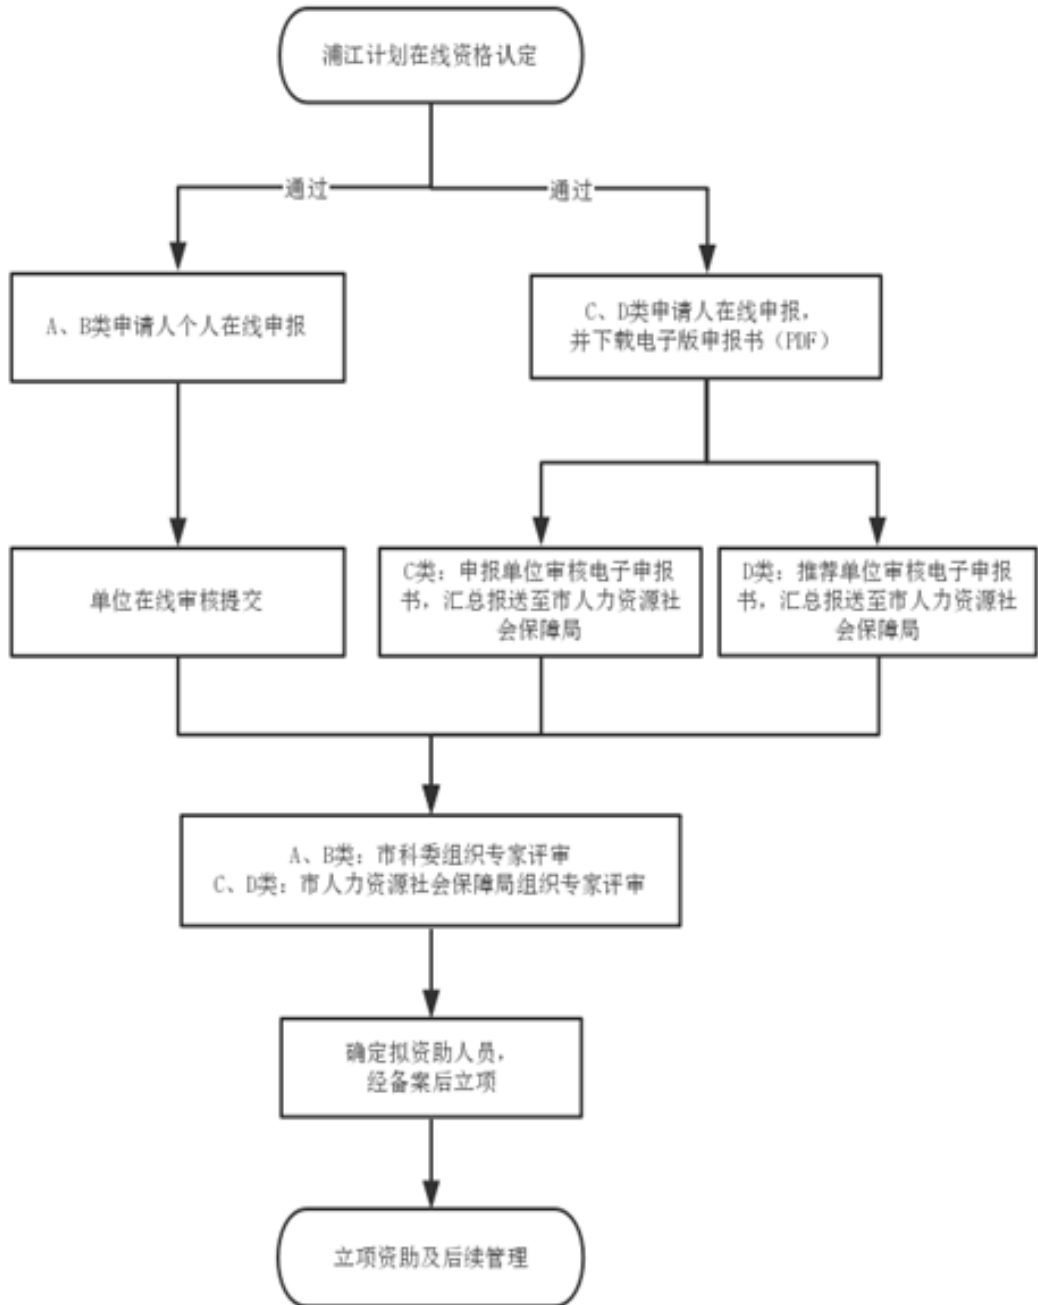 浦江计划在线资格认定
通过
通过
A、B类申请人个人在线申报
C、D类申请人在线申报，
并下载电子版申报书（PDF）
单位在线审核提交
C类：申报单位审核电子申报
书，汇总报送至市人力资源社
会保障局
D类：推荐单位审核电子申报
书，汇总报送至市人力资源社
会保障局
A、B类：市科委组织专家评审
C、D类：市人力资源社会保障局组织专家评审
确定拟资助人员，
经备案后立项
立项资助及后续管理